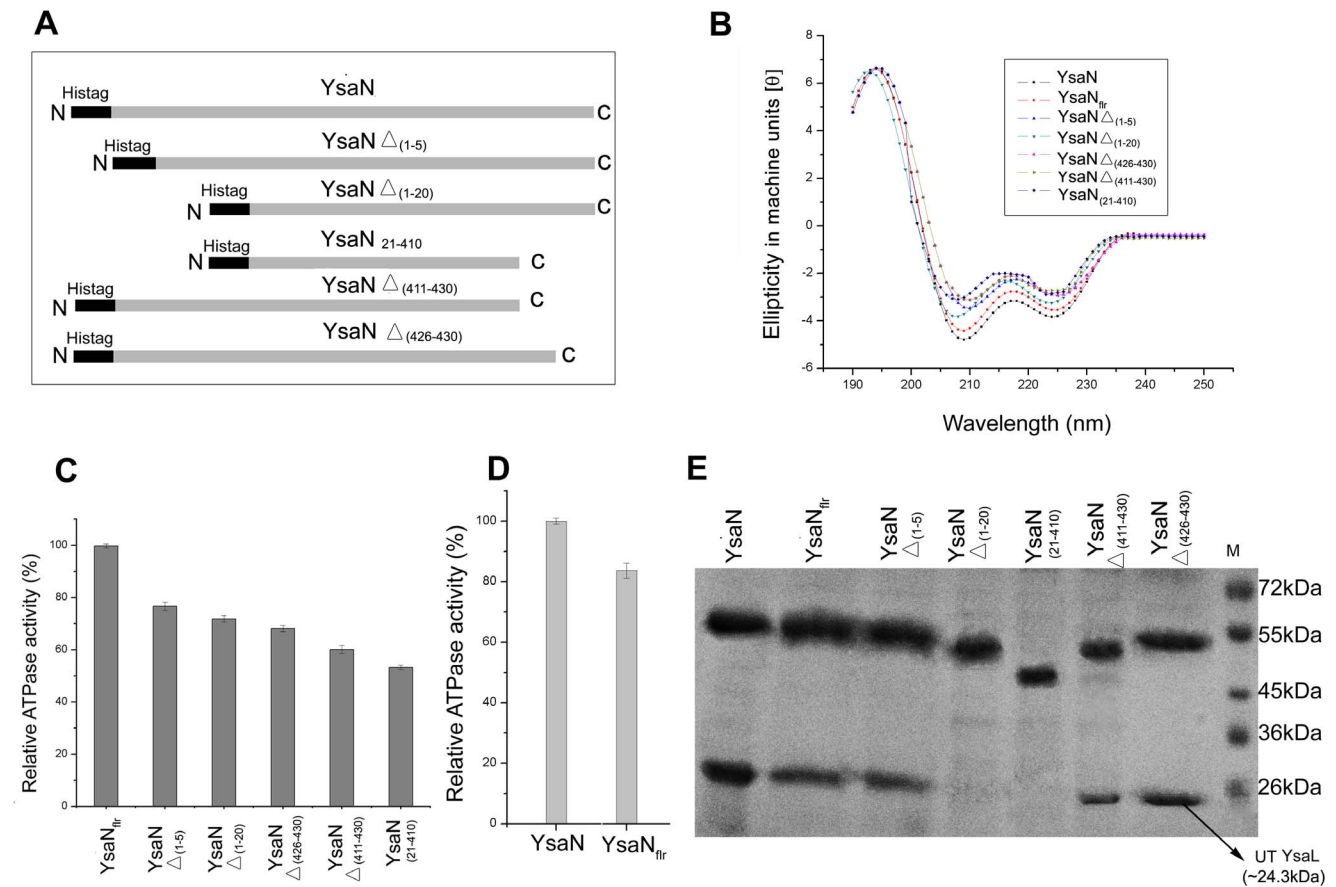 A
YsaN
Histag
N C
YsaN △(1-5)
Histag
N C
YsaN △(1-20)
Histag
N C
YsaN 21-410
Histag
N C
YsaN △(411-430)
Histag
N C
YsaN △(426-430)
Histag
N C
B
Ellipticity in machine units [θ]
8
6
4
2
0
-2
-4
-6
190 200 210 220 230 240 250
Wavelength (nm)
YsaN
YsaNflr
YsaN △(1-5)
YsaN △(1-20)
YsaN △(426-430)
YsaN △(411-430)
YsaN(21-410)
C
Relative ATPase activity (%)
100
80
60
40
20
0
YsaNflr
YsaN △(1-5)
YsaN △(1-20)
YsaN △(426-430)
YsaN △(411-430)
YsaN (21-410)
D
Relative ATPase activity (%)
100
80
60
40
20
0
YsaN YsaNflr
E
YsaN
YsaNflr
YsaN △(1-5)
YsaN △(1-20)
YsaN (21-410)
YsaN △(411-430)
YsaN △(426-430)
M
72kDa
55kDa
45kDa
36kDa
26kDa
UT YsaL
(~24.3kDa)